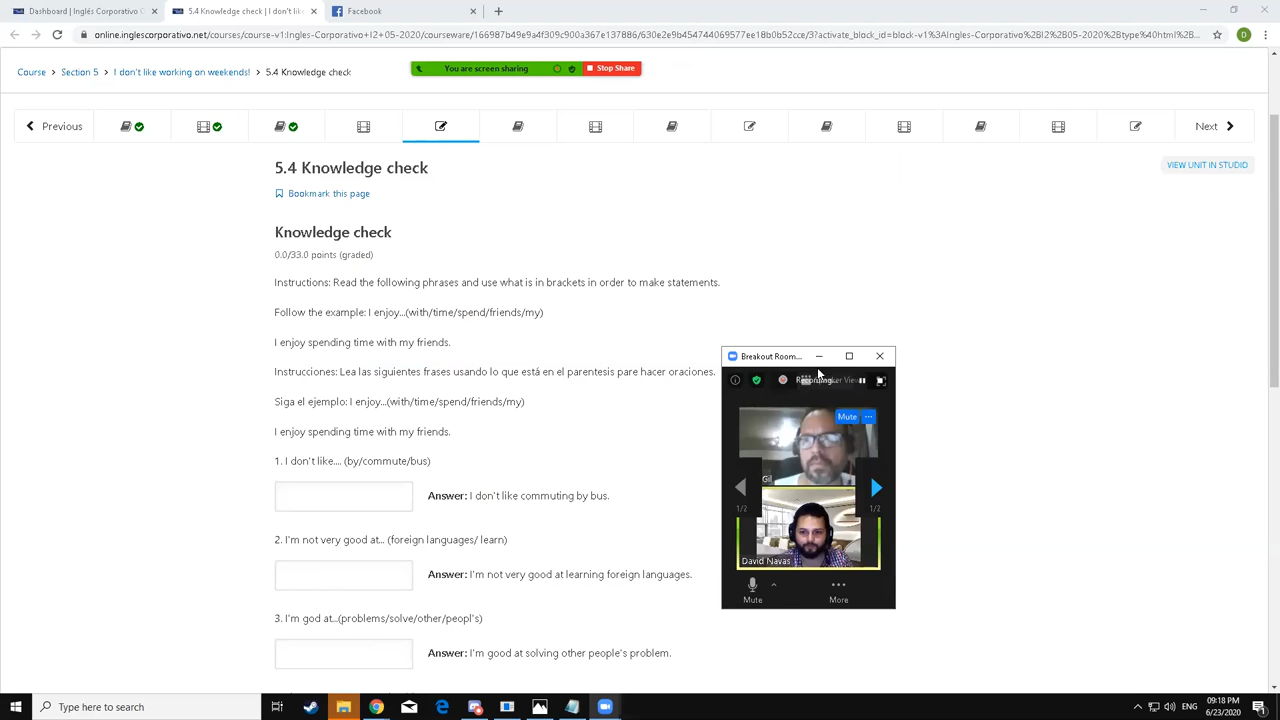 Dashboard | Inglés Corporativo C
5.4 Knowledge check | I don't lik
Facebook
online.inglescorporativo.net/courses/course-v1:Ingles-Corporativo+I2+05-2020/courseware/166987b49e9a4f309c900a367e137886/630e2e9b454744069577ee18b0b52cce/3?activate_block_id=block-v1%3AIngles-Corporativo%2BI2%2B05-2020%2Btype%40html%2B...
D
Course > Section 5 > I don't like working on weekends! > 5.4 Knowledge check
You are screen sharing
Stop Share
Previous
Next
5.4 Knowledge check
VIEW UNIT IN STUDIO
Bookmark this page
Knowledge check
0.0/33.0 points (graded)
Instructions: Read the following phrases and use what is in brackets in order to make statements.
Follow the example: I enjoy...(with/time/spend/friends/my)
I enjoy spending time with my friends.
Instrucciones: Lea las siguientes frases usando lo que está en el parentesis pare hacer oraciones.
Siga el ejemplo: I enjoy...(with/time/spend/friends/my)
I enjoy spending time with my friends.
1. I don't like.... (by/commute/bus)
Answer: I don't like commuting by bus.
2. I'm not very good at... (foreign languages/ learn)
Answer: I'm not very good at learning foreign languages.
3. I'm god at...(problems/solve/other/peopl's)
Answer: I'm good at solving other people's problem.
Breakout Room...
Recording...
Mute
Gil
1/2
1/2
David Navas
Mute
More
Type here to search
ENG
09:18 PM
6/23/2020